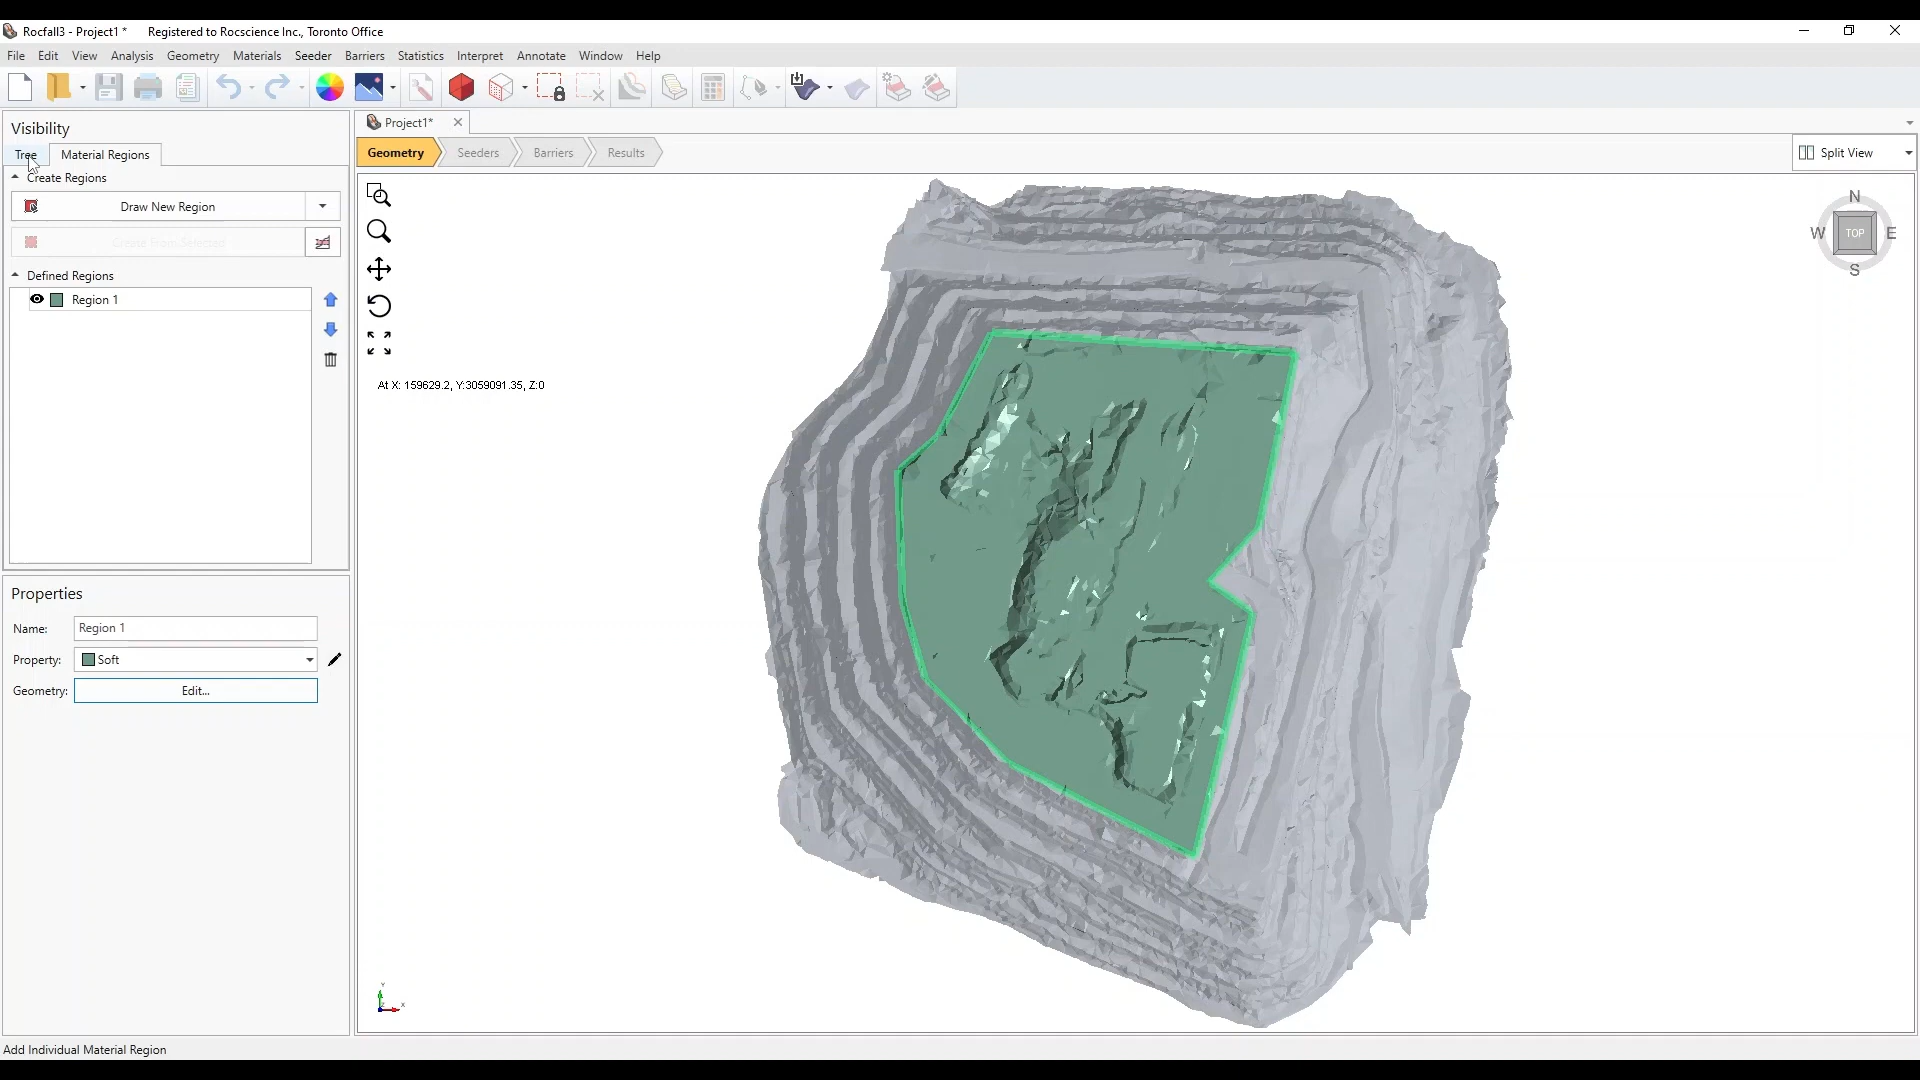 Rocfall3 - Project1 * Registered to Rocscience Inc., Toronto Office
File Edit View Analysis Geometry Materials Seeder Barriers Statistics Interpret Annotate Window Help
Visibility
Tree Material Regions
Create Regions
Draw New Region
Create From Selected
Defined Regions
Region 1
Properties
Name: Region 1
Property: Soft
Geometry: Edit...
Add Individual Material Region
Project1*
Geometry Seeders Barriers Results
Split View
At X: 159629.2, Y:3059091.35, Z:0
N
W TOP E
S
Y
Z X